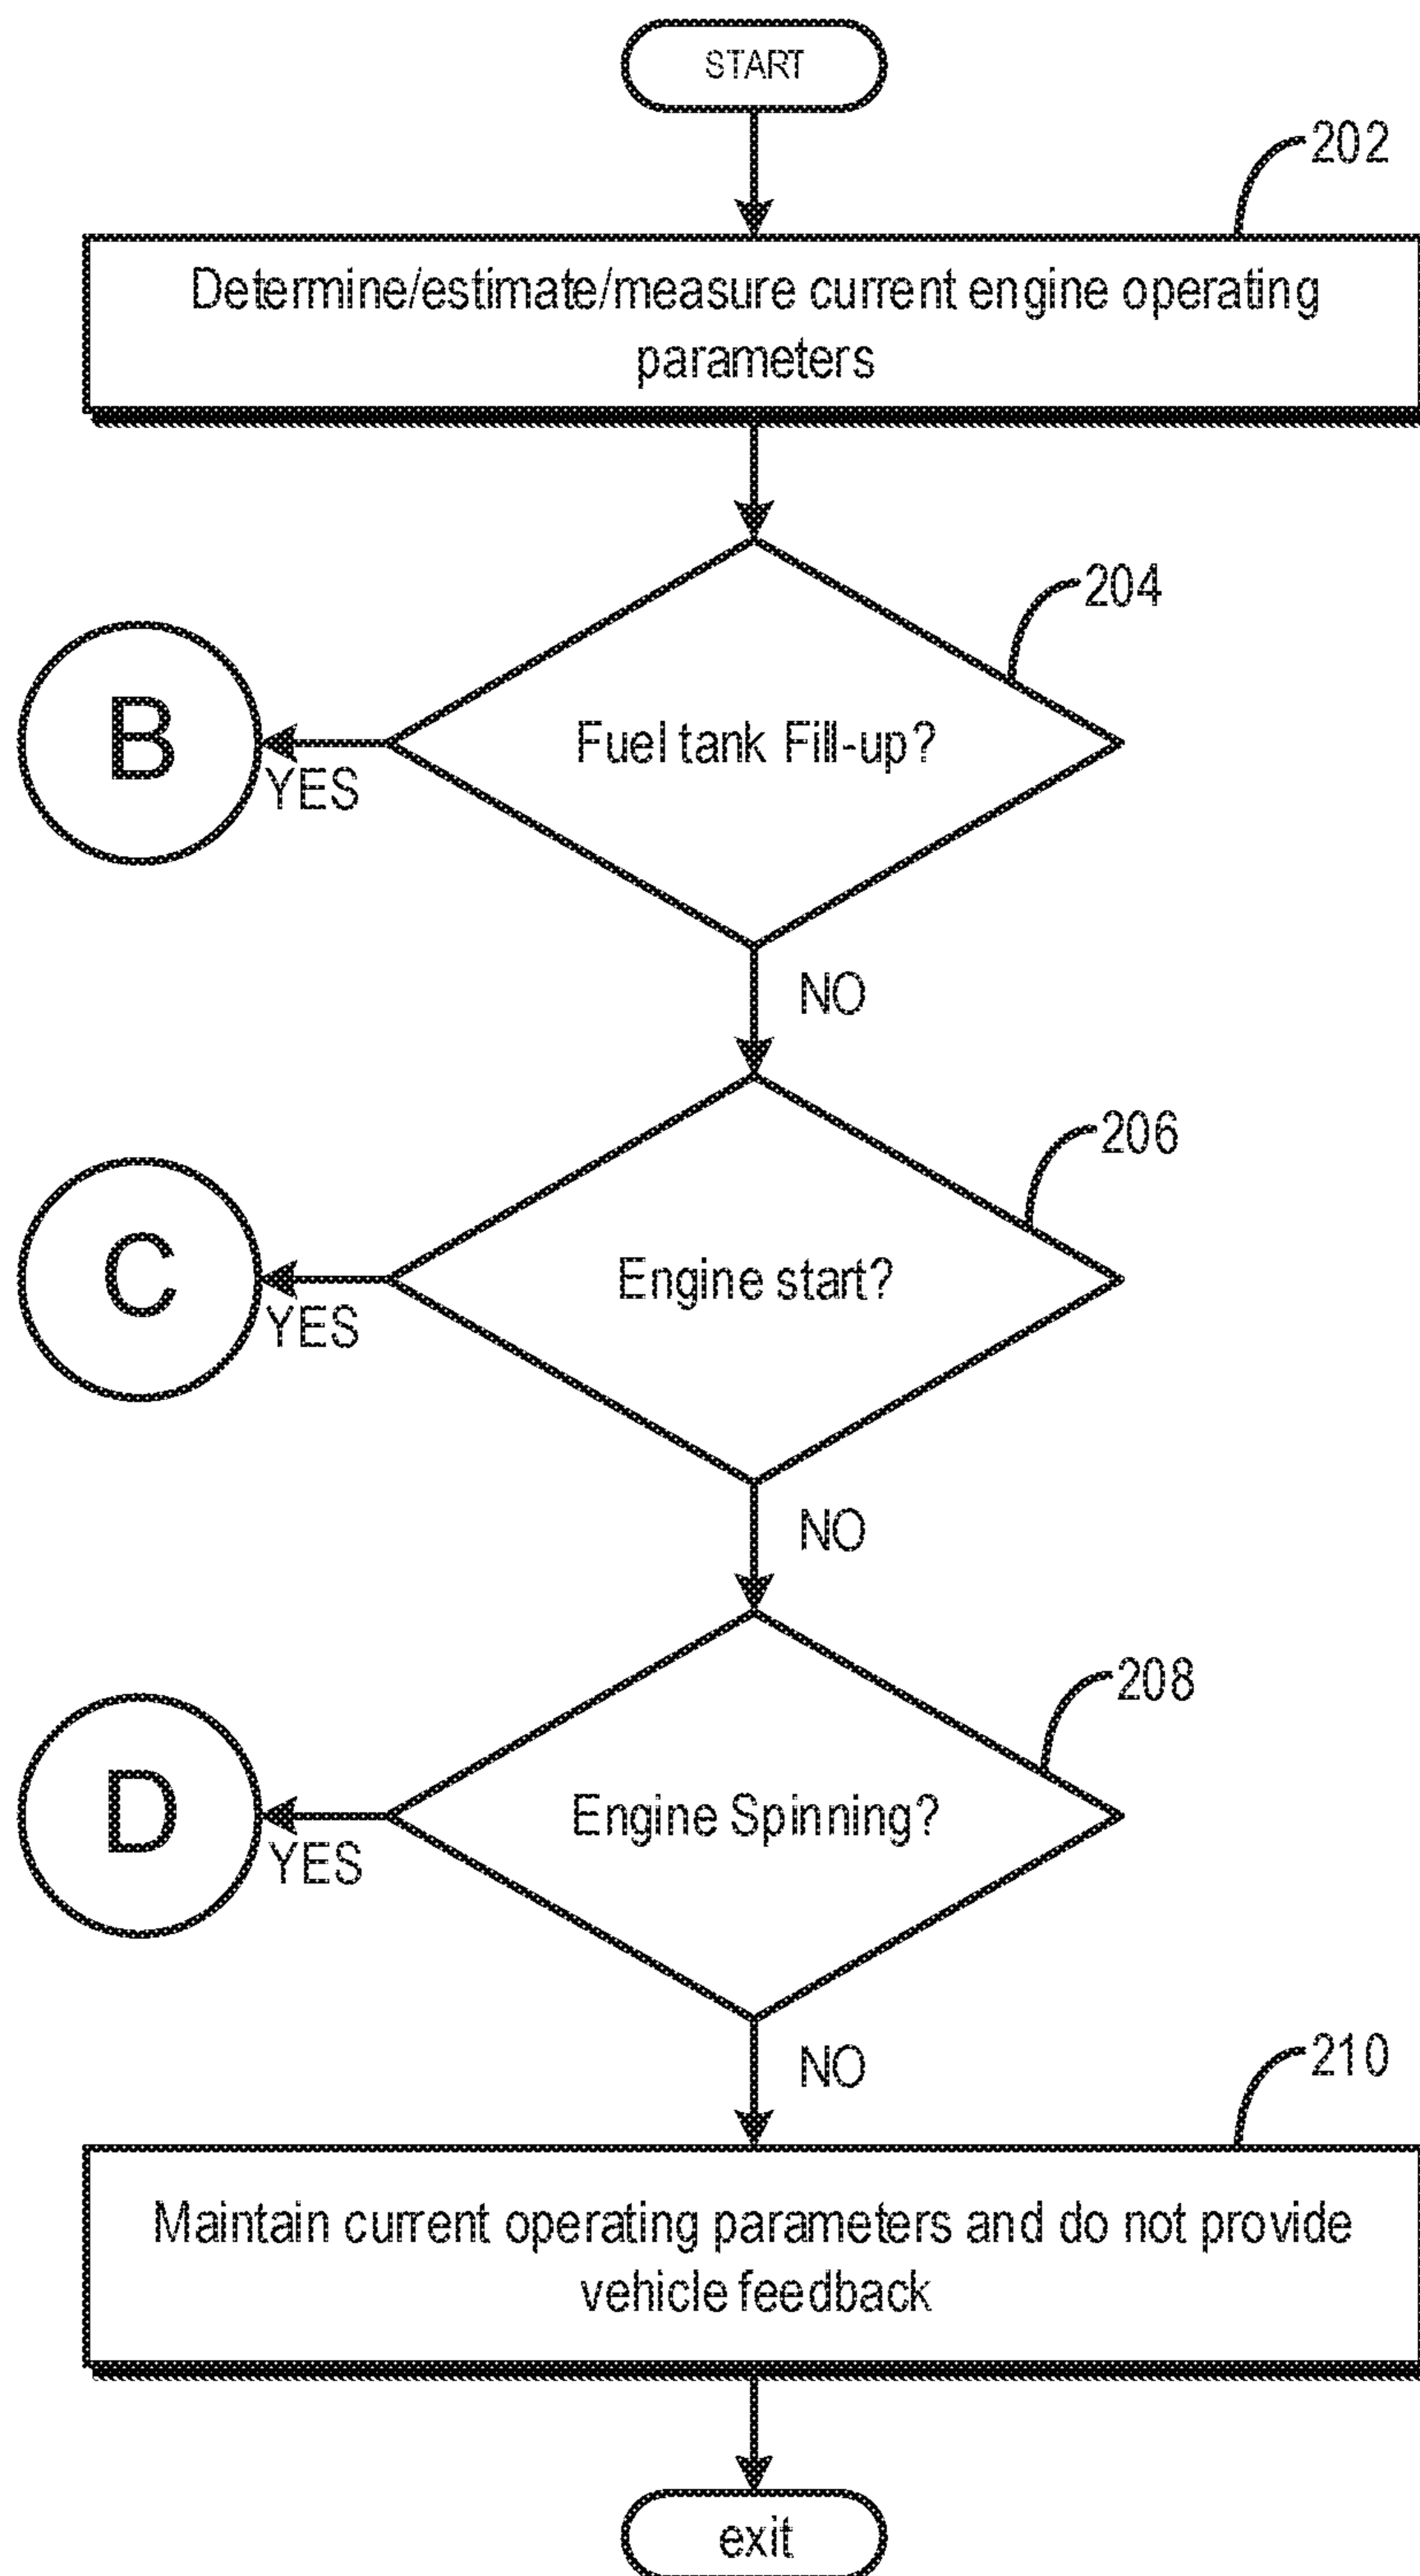 START
202
Determine/estimate/measure current engine operating
parameters
204
Fuel tank Fill-up?
B
YES
NO
206
Engine start?
C
YES
NO
208
Engine Spinning?
D
YES
NO
210
Maintain current operating parameters and do not provide
vehicle feedback
exit